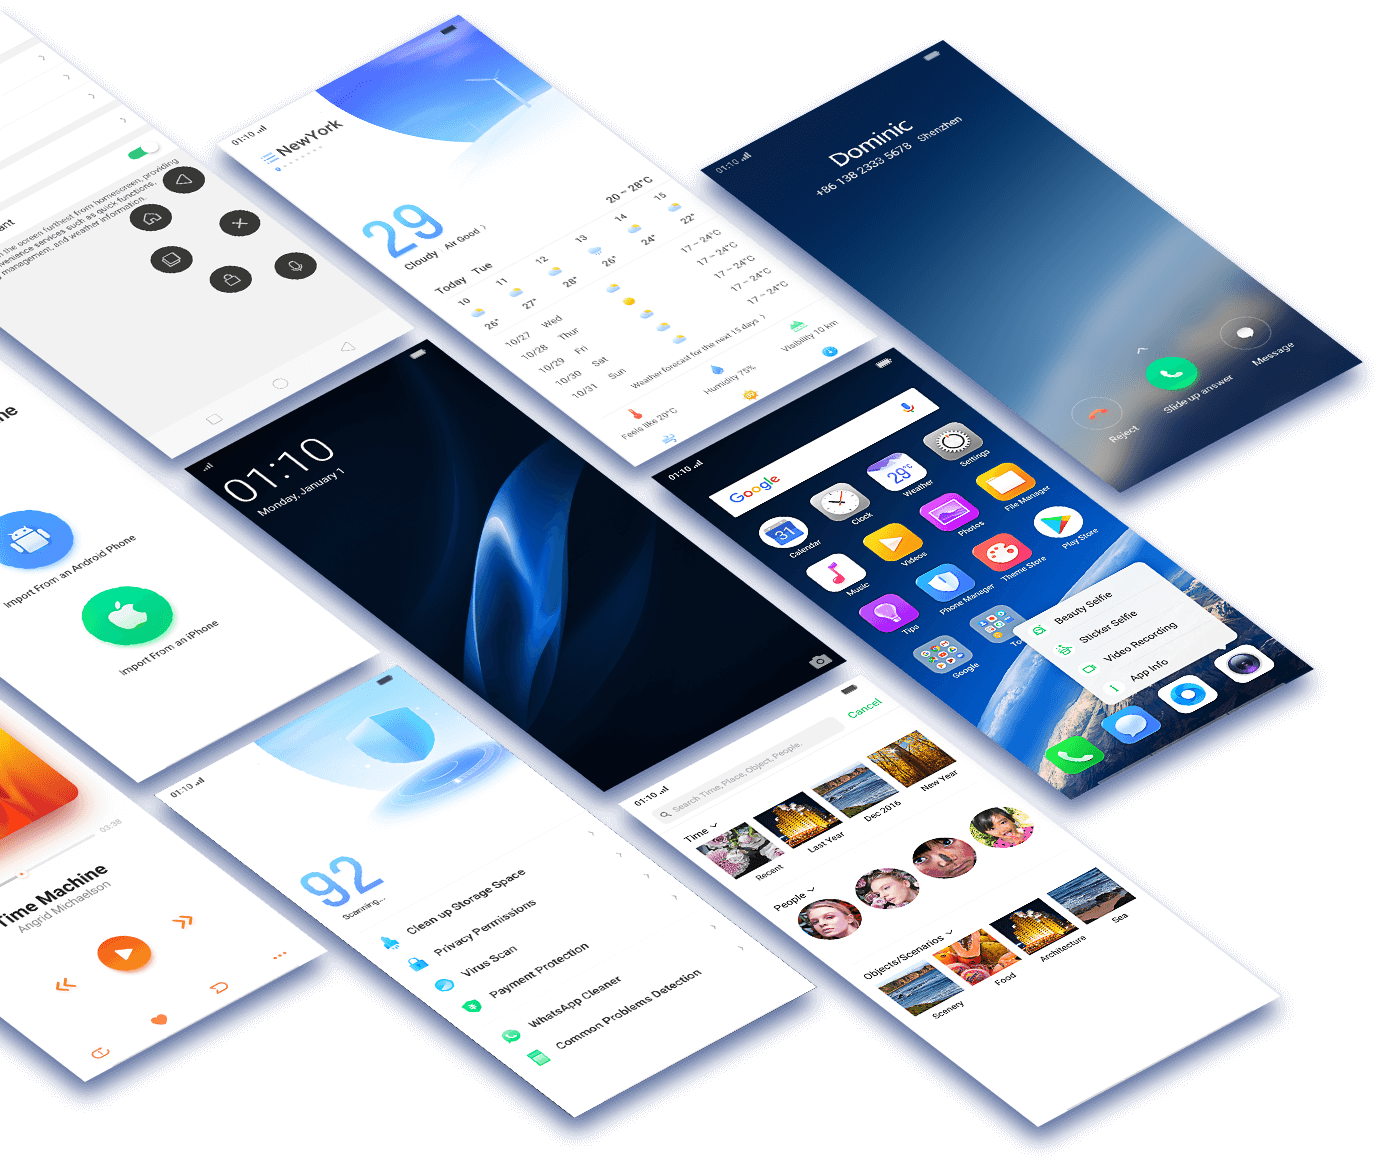 ant
the screen furthest from homescreen, providing
venience services such as quick functions,
management, and weather information.
01:10
NewYork
29
Cloudy
Air Good
20 ~ 28°C
Today Tue
10 11 12 13 14 15
26° 27° 28° 26° 24° 22°
10/27 Wed 17 ~ 24°C
10/28 Thur 17 ~ 24°C
10/29 Fri 17 ~ 24°C
10/30 Sat 17 ~ 24°C
10/31 Sun
Weather forecast for the next 15 days
Feels like 29°C
Humidity 75%
Visibility 10 km
01:10
Dominic
+86 138 2333 5678 Shenzhen
Reject
Slide up answer
Message
ne
Import From an Android Phone
Import From an iPhone
01:10
Monday, January 1
01:10
Google
31
Calendar
Clock
29°C
Weather
Settings
Music
Videos
Photos
File Manager
Tips
Phone Manager
Theme Store
Play Store
Google
To
Beauty Selfie
Sticker Selfie
Video Recording
App Info
03:38
Time Machine
Angrid Michaelson
01:10
92
Scanning...
Clean up Storage Space
Privacy Permissions
Virus Scan
Payment Protection
WhatsApp Cleaner
Common Problems Detection
01:10
Search Time, Place, Object, People.
Cancel
Time
Recent
Last Year
Dec 2016
New Year
People
Objects/Scenarios
Scenery
Food
Architecture
Sea